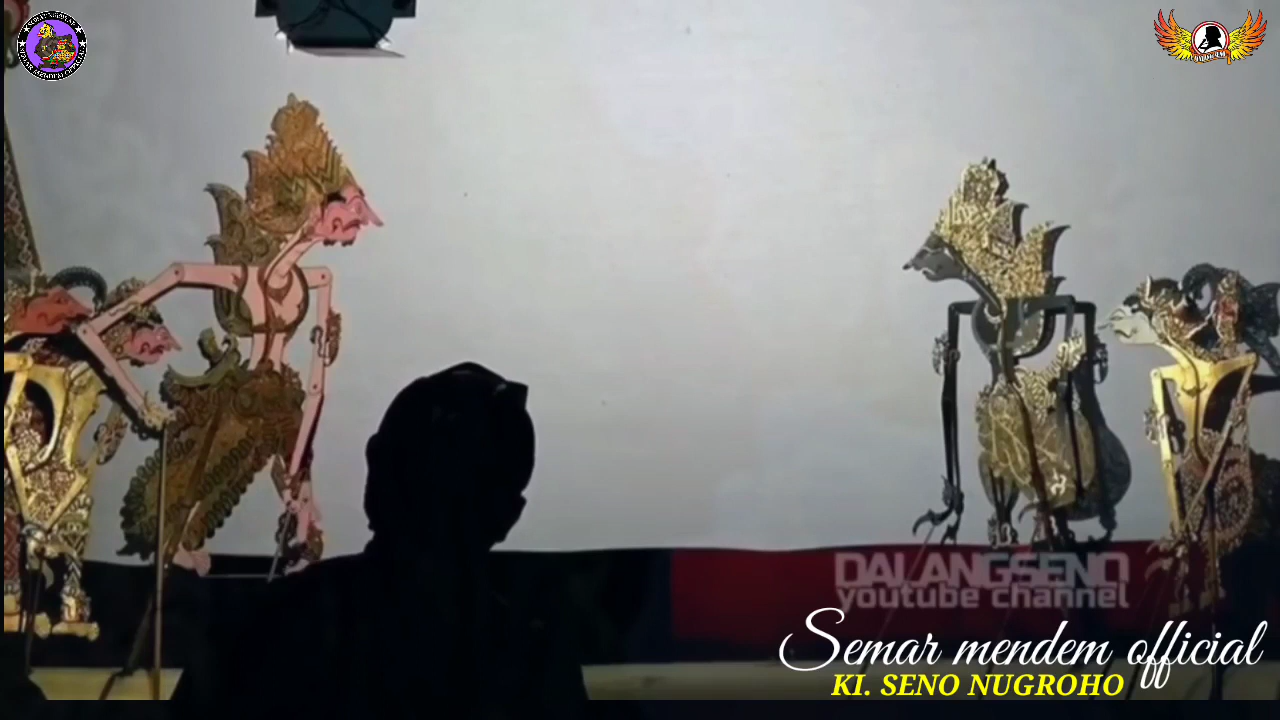 DALANGSENO
youtube channel
Semar mendem official
KI. SENO NUGROHO